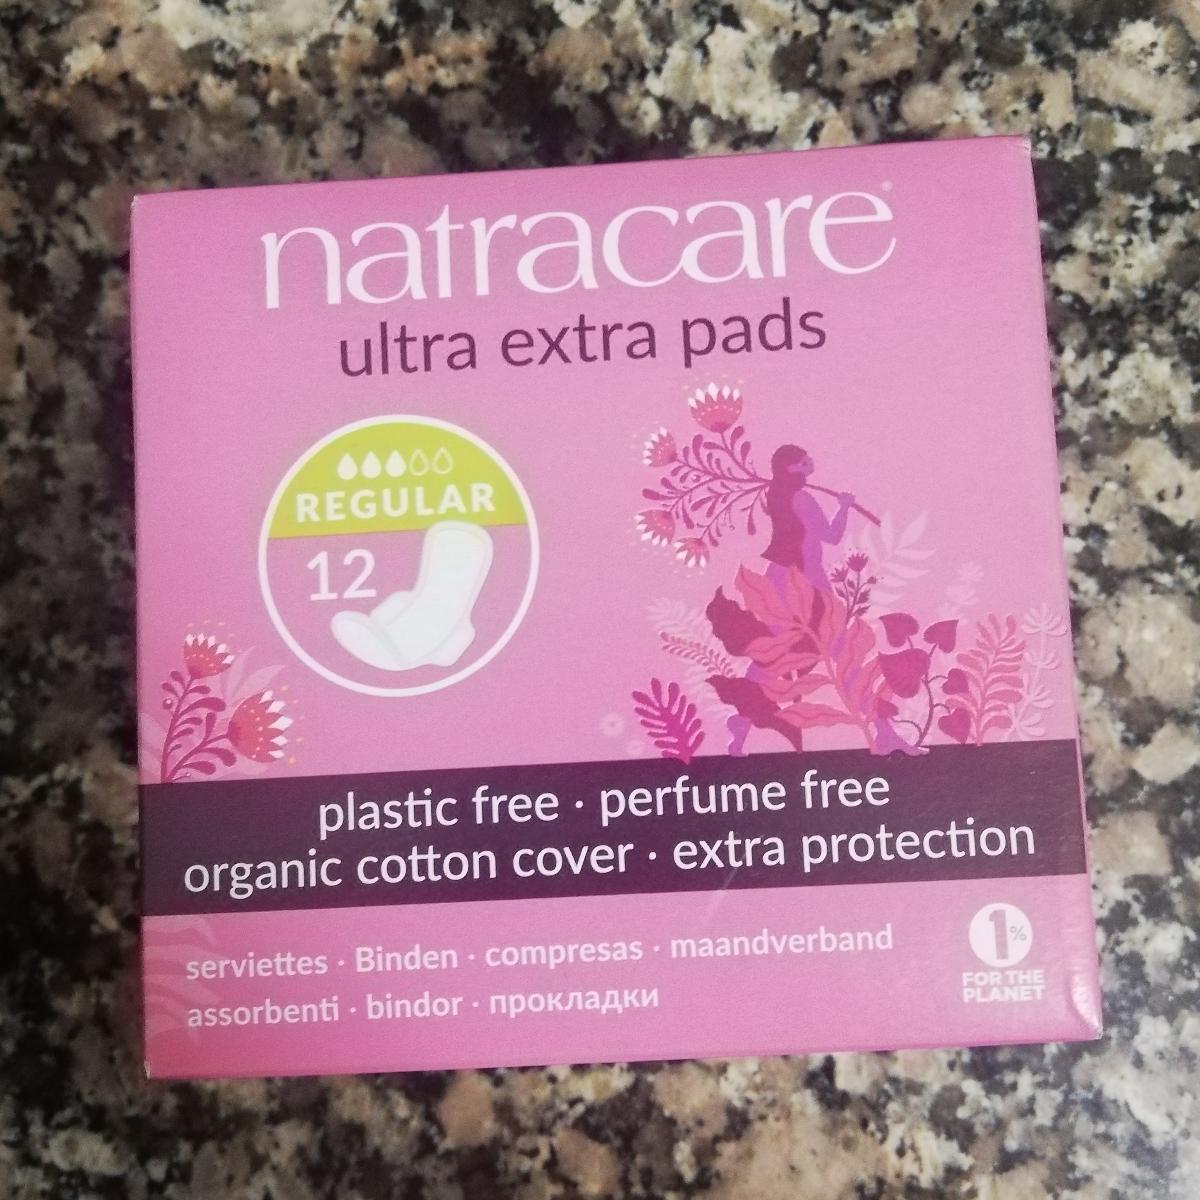 natracare®
ultra extra pads
REGULAR
12
plastic free · perfume free
organic cotton cover · extra protection
serviettes · Binden · compresas · maandverband
assorbenti · bindor · прокладки
1%
FOR THE
PLANET